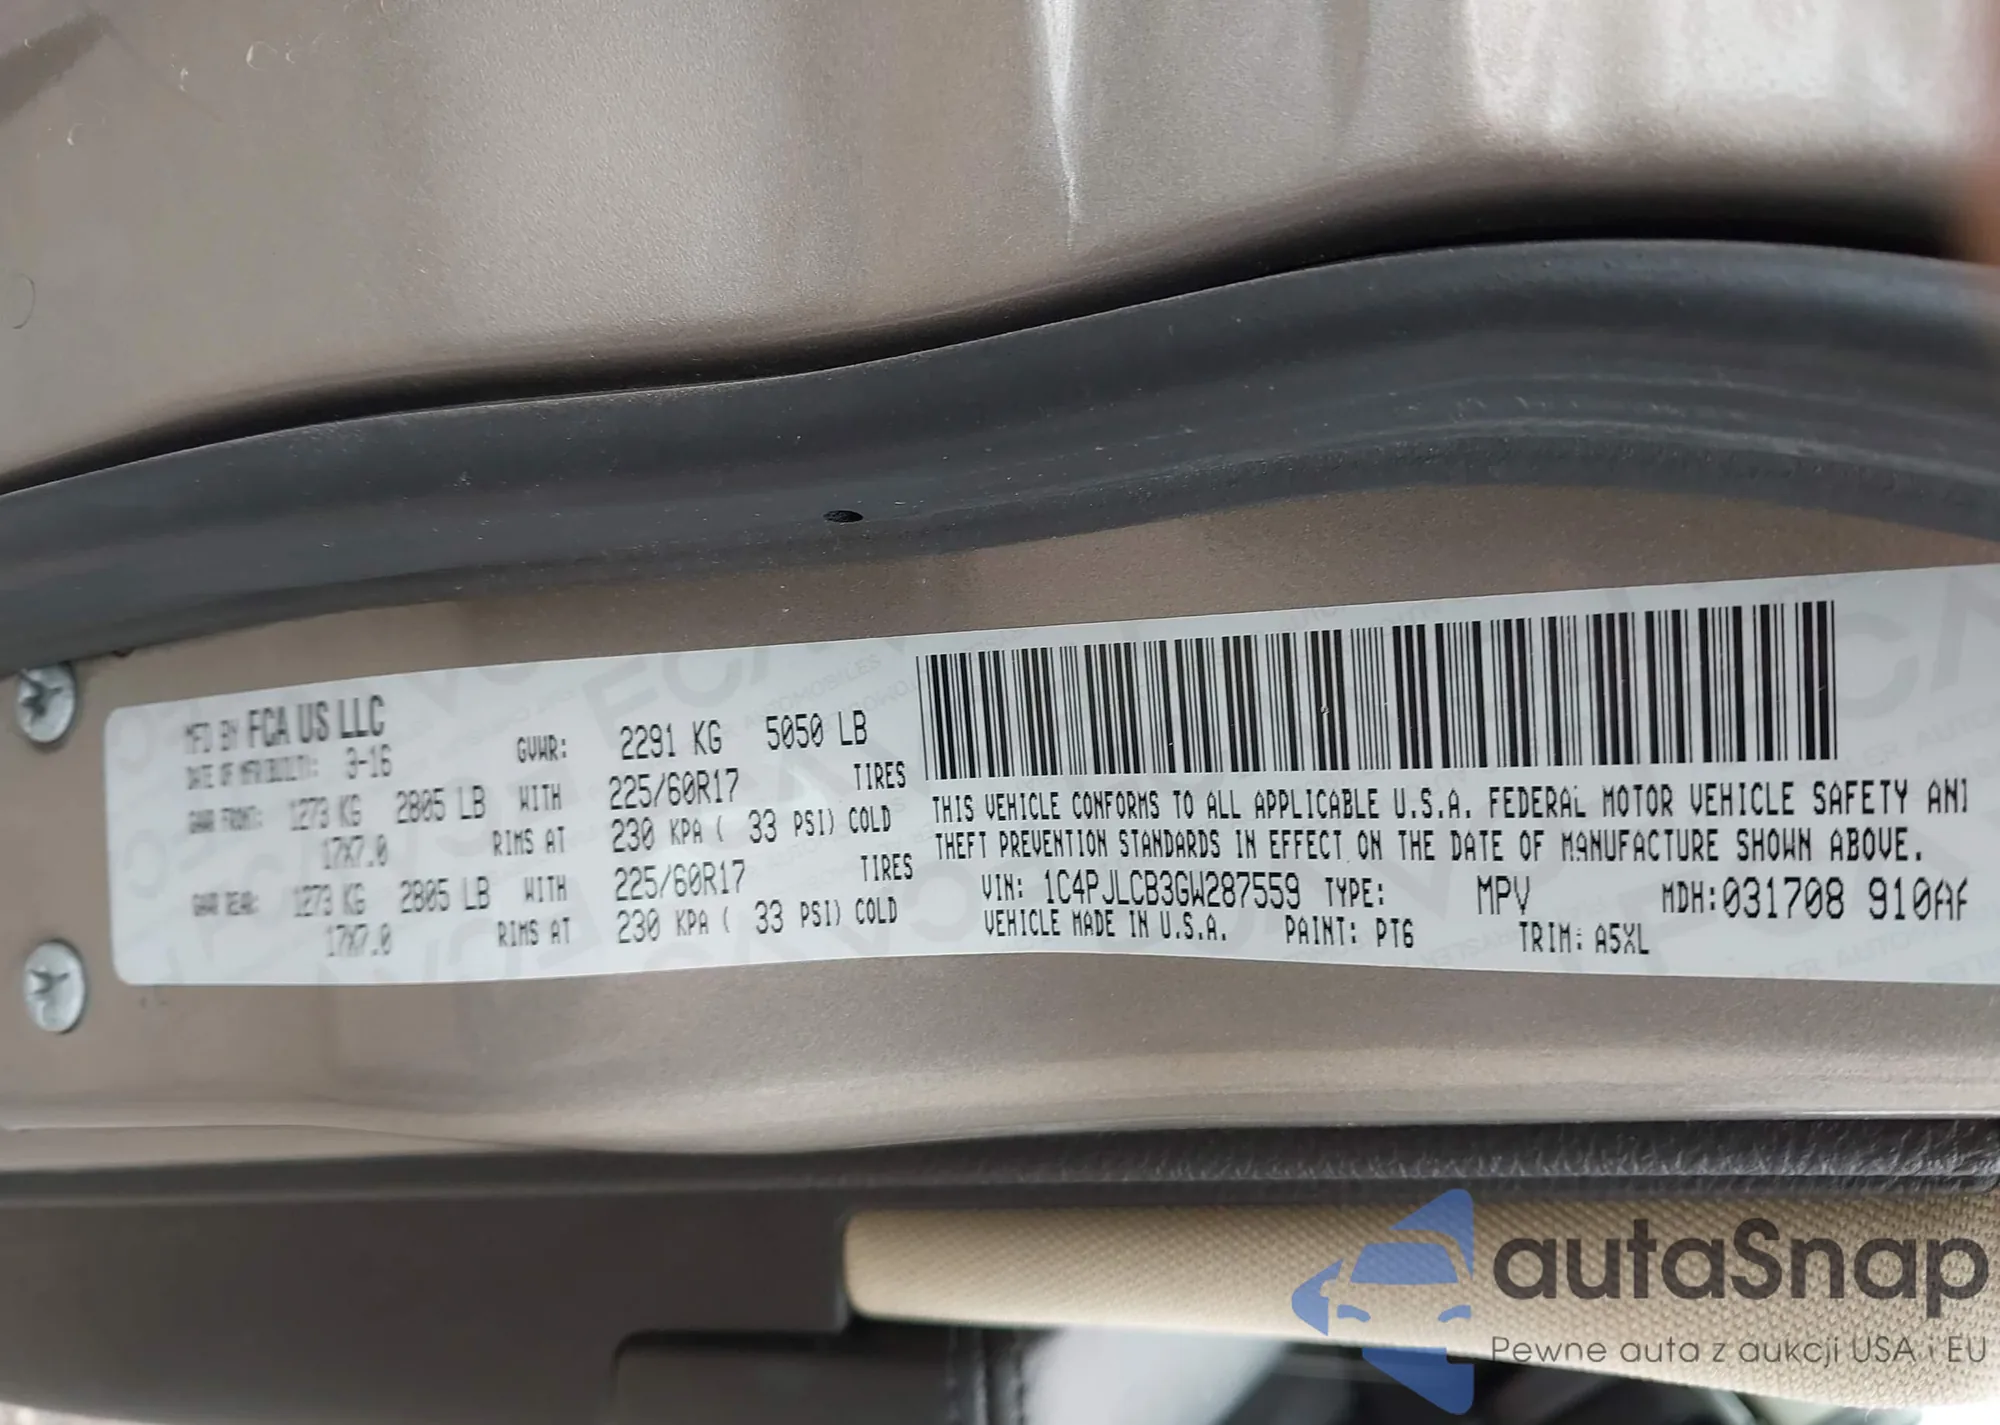 MFD BY FCA US LLC
DATE OF MFR(BUILT): 3-16 GVWR: 2291 KG 5050 LB
GAWR FRONT: 1273 KG 2805 LB WITH 225/60R17 TIRES
17X7.0 RIMS AT 230 KPA ( 33 PSI) COLD
GAWR REAR: 1273 KG 2805 LB WITH 225/60R17 TIRES
17X7.0 RIMS AT 230 KPA ( 33 PSI) COLD
THIS VEHICLE CONFORMS TO ALL APPLICABLE U.S.A. FEDERAL MOTOR VEHICLE SAFETY
THEFT PREVENTION STANDARDS IN EFFECT ON THE DATE OF MANUFACTURE SHOWN ABOVE.
VIN: 1C4PJLCB3GW287559 TYPE: MPV MDH:031708
VEHICLE MADE IN U.S.A. PAINT: PT6 TRIM: A5XL
autaSnap
Pewne auta z aukcji USA i EU